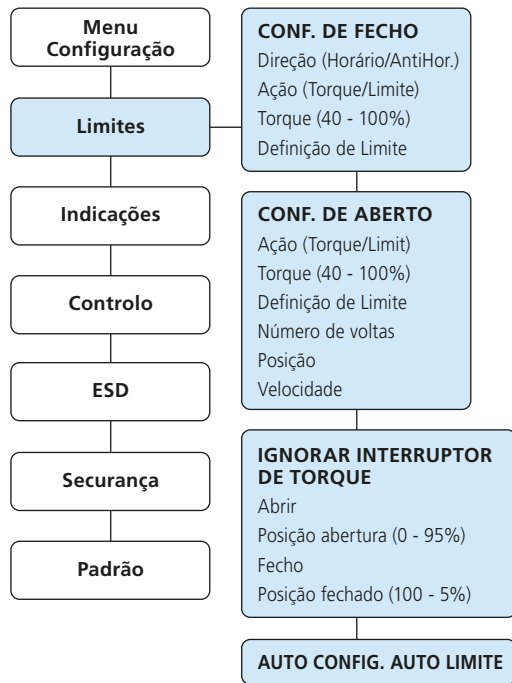 Menu
Configuração
Limites
Indicações
Controlo
ESD
Securança
Padrão
CONF. DE FECHO
Direção (Horário/AntiHor.)
Ação (Torque/Limite)
Torque (40 - 100%)
Definição de Limite
CONF. DE ABERTO
Ação (Torque/Limit)
Torque (40 - 100%)
Definição de Limite
Número de voltas
Posição
Velocidade
IGNORAR INTERRUPTOR
DE TORQUE
Abrir
Posição abertura (0 - 95%)
Fecho
Posição fechado (100 - 5%)
AUTO CONFIG. AUTO LIMITE